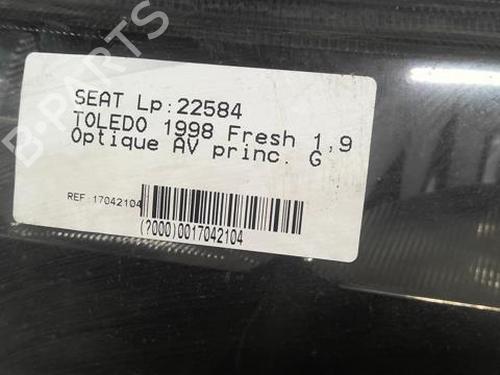 B-PARTS
SEAT Lp:22584
TOLEDO 1998 Fresh 1,9
Optique AV princ. G
REF:17042104
(?000)0017042104